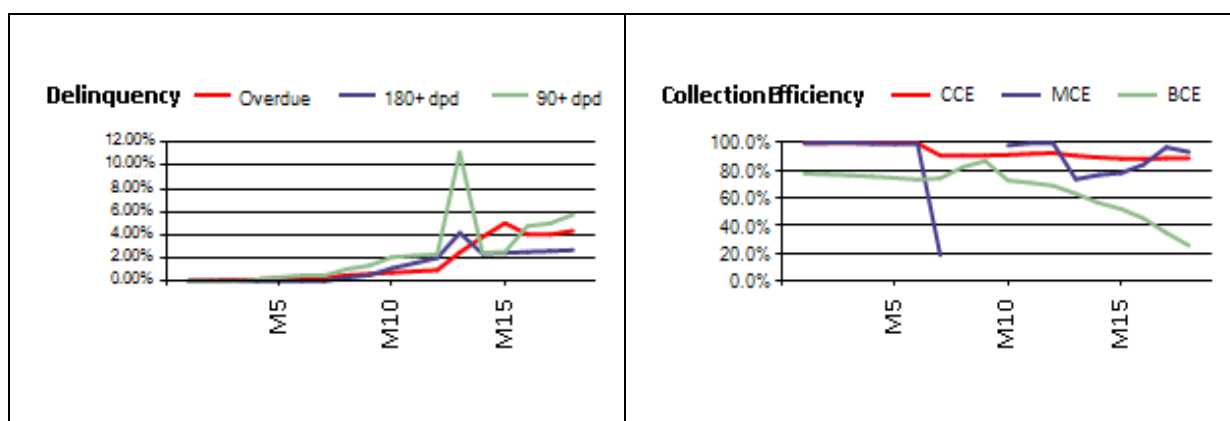 Delinquency Overdue 180+ dpd 90+ dpd
12.00%
10.00%
8.00%
6.00%
4.00%
2.00%
0.00%
M5
M10
M15
Collection Efficiency CCE MCE BCE
100.0%
80.0%
60.0%
40.0%
20.0%
0.0%
M5
M10
M15